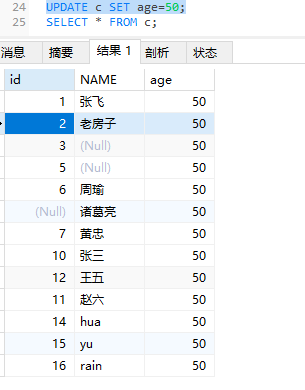 24 UPDATE c SET age=50;
25 SELECT * FROM c;
消息 摘要 结果 1 剖析 状态
id NAME age
1 张飞 50
2 老房子 50
3 (Null) 50
5 (Null) 50
6 周瑜 50
(Null) 诸葛亮 50
7 黄忠 50
10 张三 50
12 王五 50
11 赵六 50
14 hua 50
15 yu 50
16 rain 50